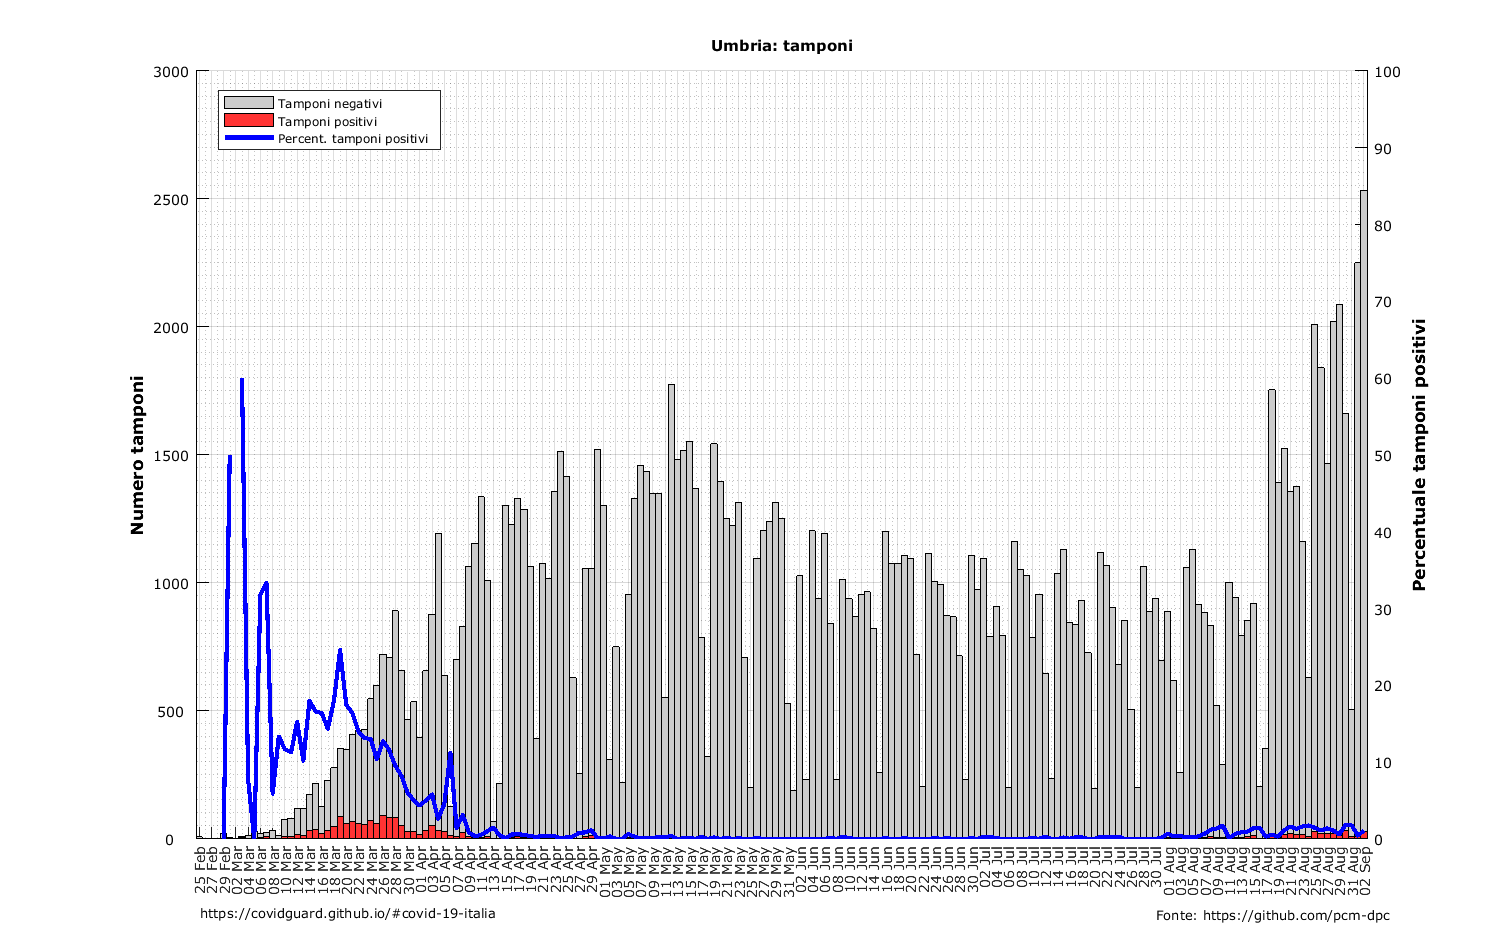 Umbria: tamponi
Tamponi negativi
Tamponi positivi
Percent. tamponi positivi
Numero tamponi
3000
2500
2000
1500
1000
500
0
Percentuale tamponi positivi
100
90
80
70
60
50
40
30
20
10
0
25 Feb
27 Feb
29 Feb
02 Mar
04 Mar
06 Mar
08 Mar
10 Mar
12 Mar
14 Mar
16 Mar
18 Mar
20 Mar
22 Mar
24 Mar
26 Mar
28 Mar
30 Mar
01 Apr
03 Apr
05 Apr
07 Apr
09 Apr
11 Apr
13 Apr
15 Apr
17 Apr
19 Apr
21 Apr
23 Apr
25 Apr
27 Apr
29 Apr
01 May
03 May
05 May
07 May
09 May
11 May
13 May
15 May
17 May
19 May
21 May
23 May
25 May
27 May
29 May
31 May
02 Jun
04 Jun
06 Jun
08 Jun
10 Jun
12 Jun
14 Jun
16 Jun
18 Jun
20 Jun
22 Jun
24 Jun
26 Jun
28 Jun
30 Jun
02 Jul
04 Jul
06 Jul
08 Jul
10 Jul
12 Jul
14 Jul
16 Jul
18 Jul
20 Jul
22 Jul
24 Jul
26 Jul
28 Jul
30 Jul
01 Aug
03 Aug
05 Aug
07 Aug
09 Aug
11 Aug
13 Aug
15 Aug
17 Aug
19 Aug
21 Aug
23 Aug
25 Aug
27 Aug
29 Aug
31 Aug
02 Sep
https://covidguard.github.io/#covid-19-italia
Fonte: https://github.com/pcm-dpc